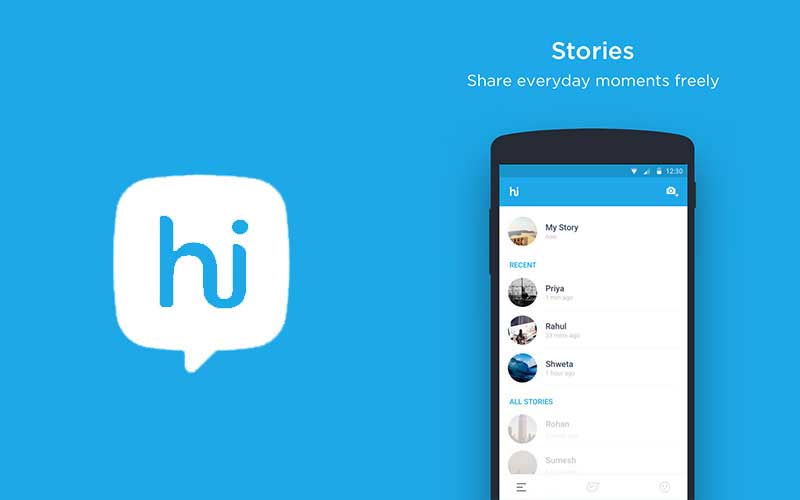 Stories
Share everyday moments freely
hi
12:30
hi
My Story
now
RECENT
Priya
1 min ago
Rahul
33 mins ago
Shweta
1 hour ago
ALL STORIES
Rohan
Sumesh